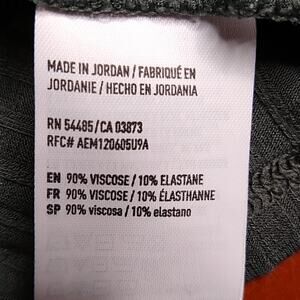 MADE IN JORDAN / FABRIQUÉ EN
JORDANIE / HECHO EN JORDANIA
RN 54485 / CA 03873
RFC# AEM120605U9A
EN 90% VISCOSE / 10% ELASTANE
FR 90% VISCOSE / 10% ÉLASTHANNE
SP 90% viscosa / 10% elastano